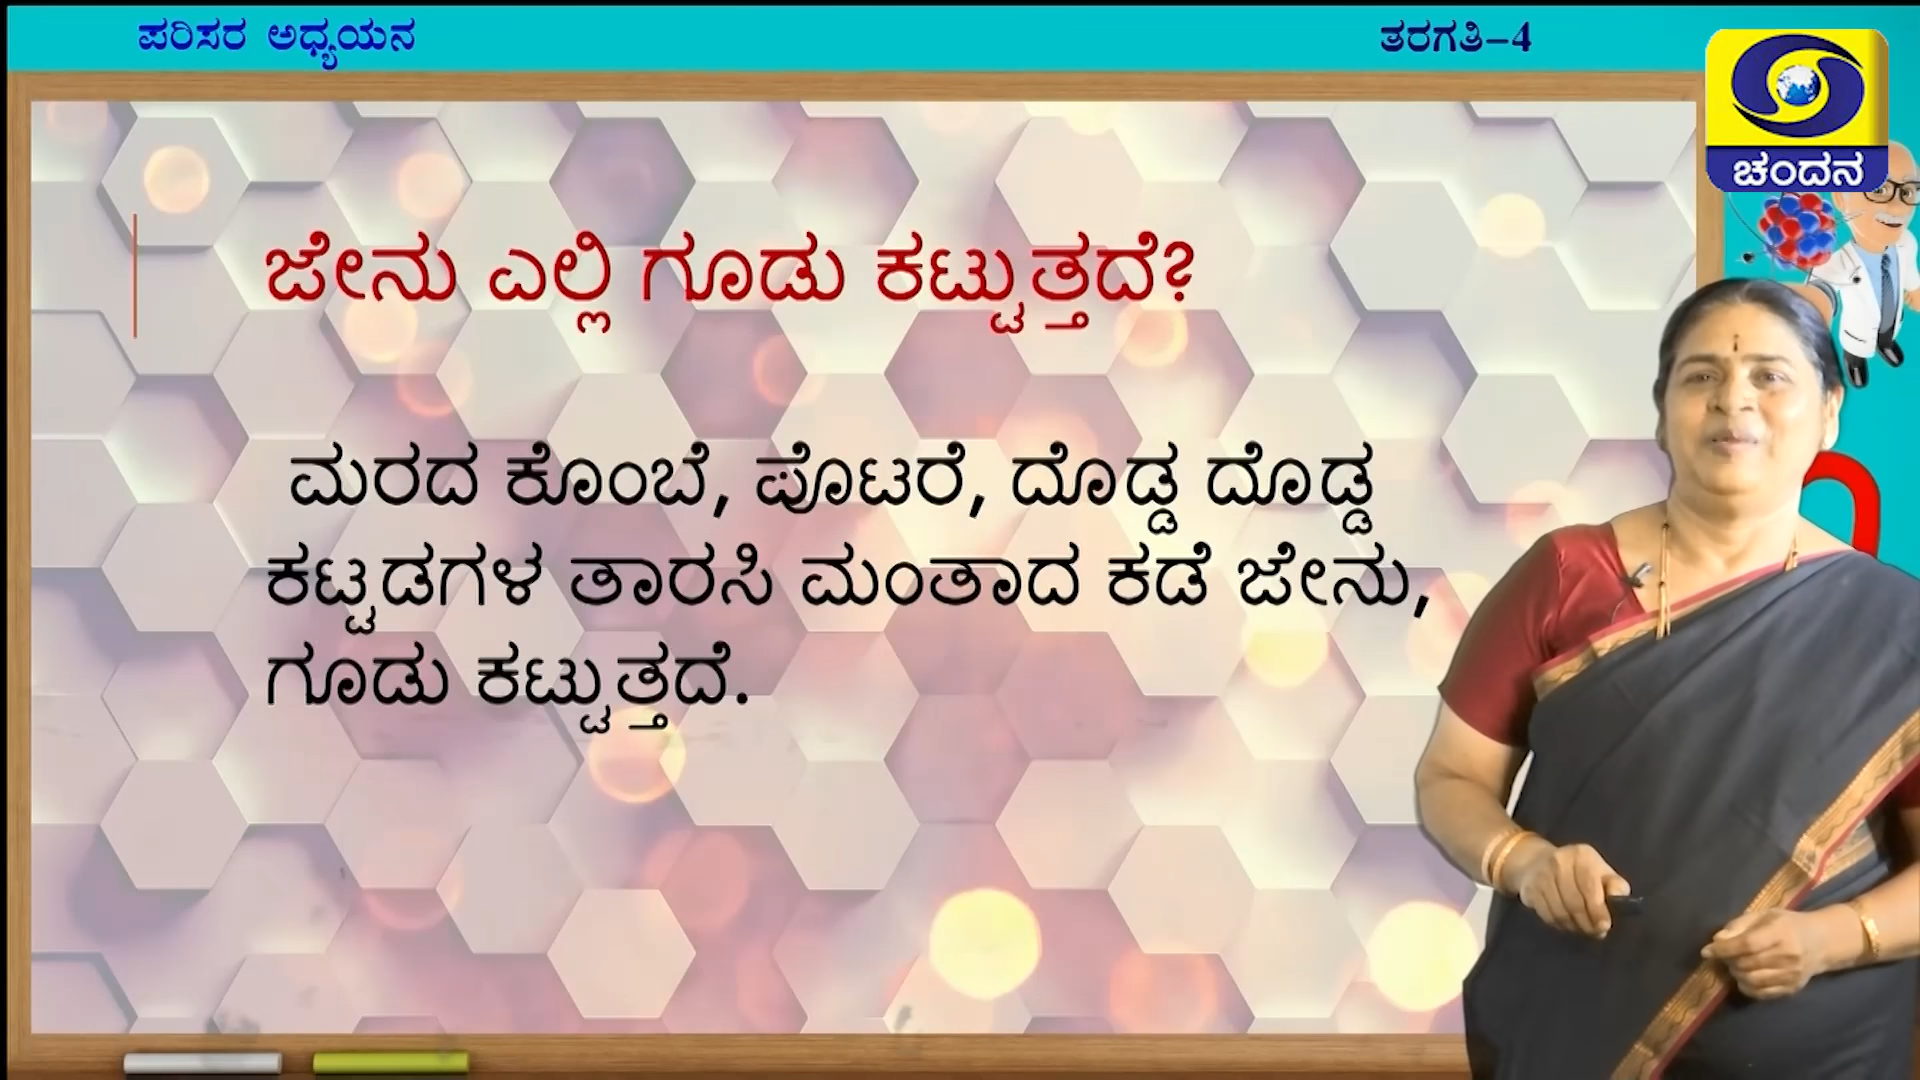 ಪರಿಸರ ಅಧ್ಯಯನ
ತರಗತಿ–4
ಚಂದನ
ಜೇನು ಎಲ್ಲಿ ಗೂಡು ಕಟ್ಟುತ್ತದೆ?
ಮರದ ಕೊಂಬೆ, ಪೊಟರೆ, ದೊಡ್ಡ ದೊಡ್ಡ
ಕಟ್ಟಡಗಳ ತಾರಸಿ ಮಂತಾದ ಕಡೆ ಜೇನು,
ಗೂಡು ಕಟ್ಟುತ್ತದೆ.